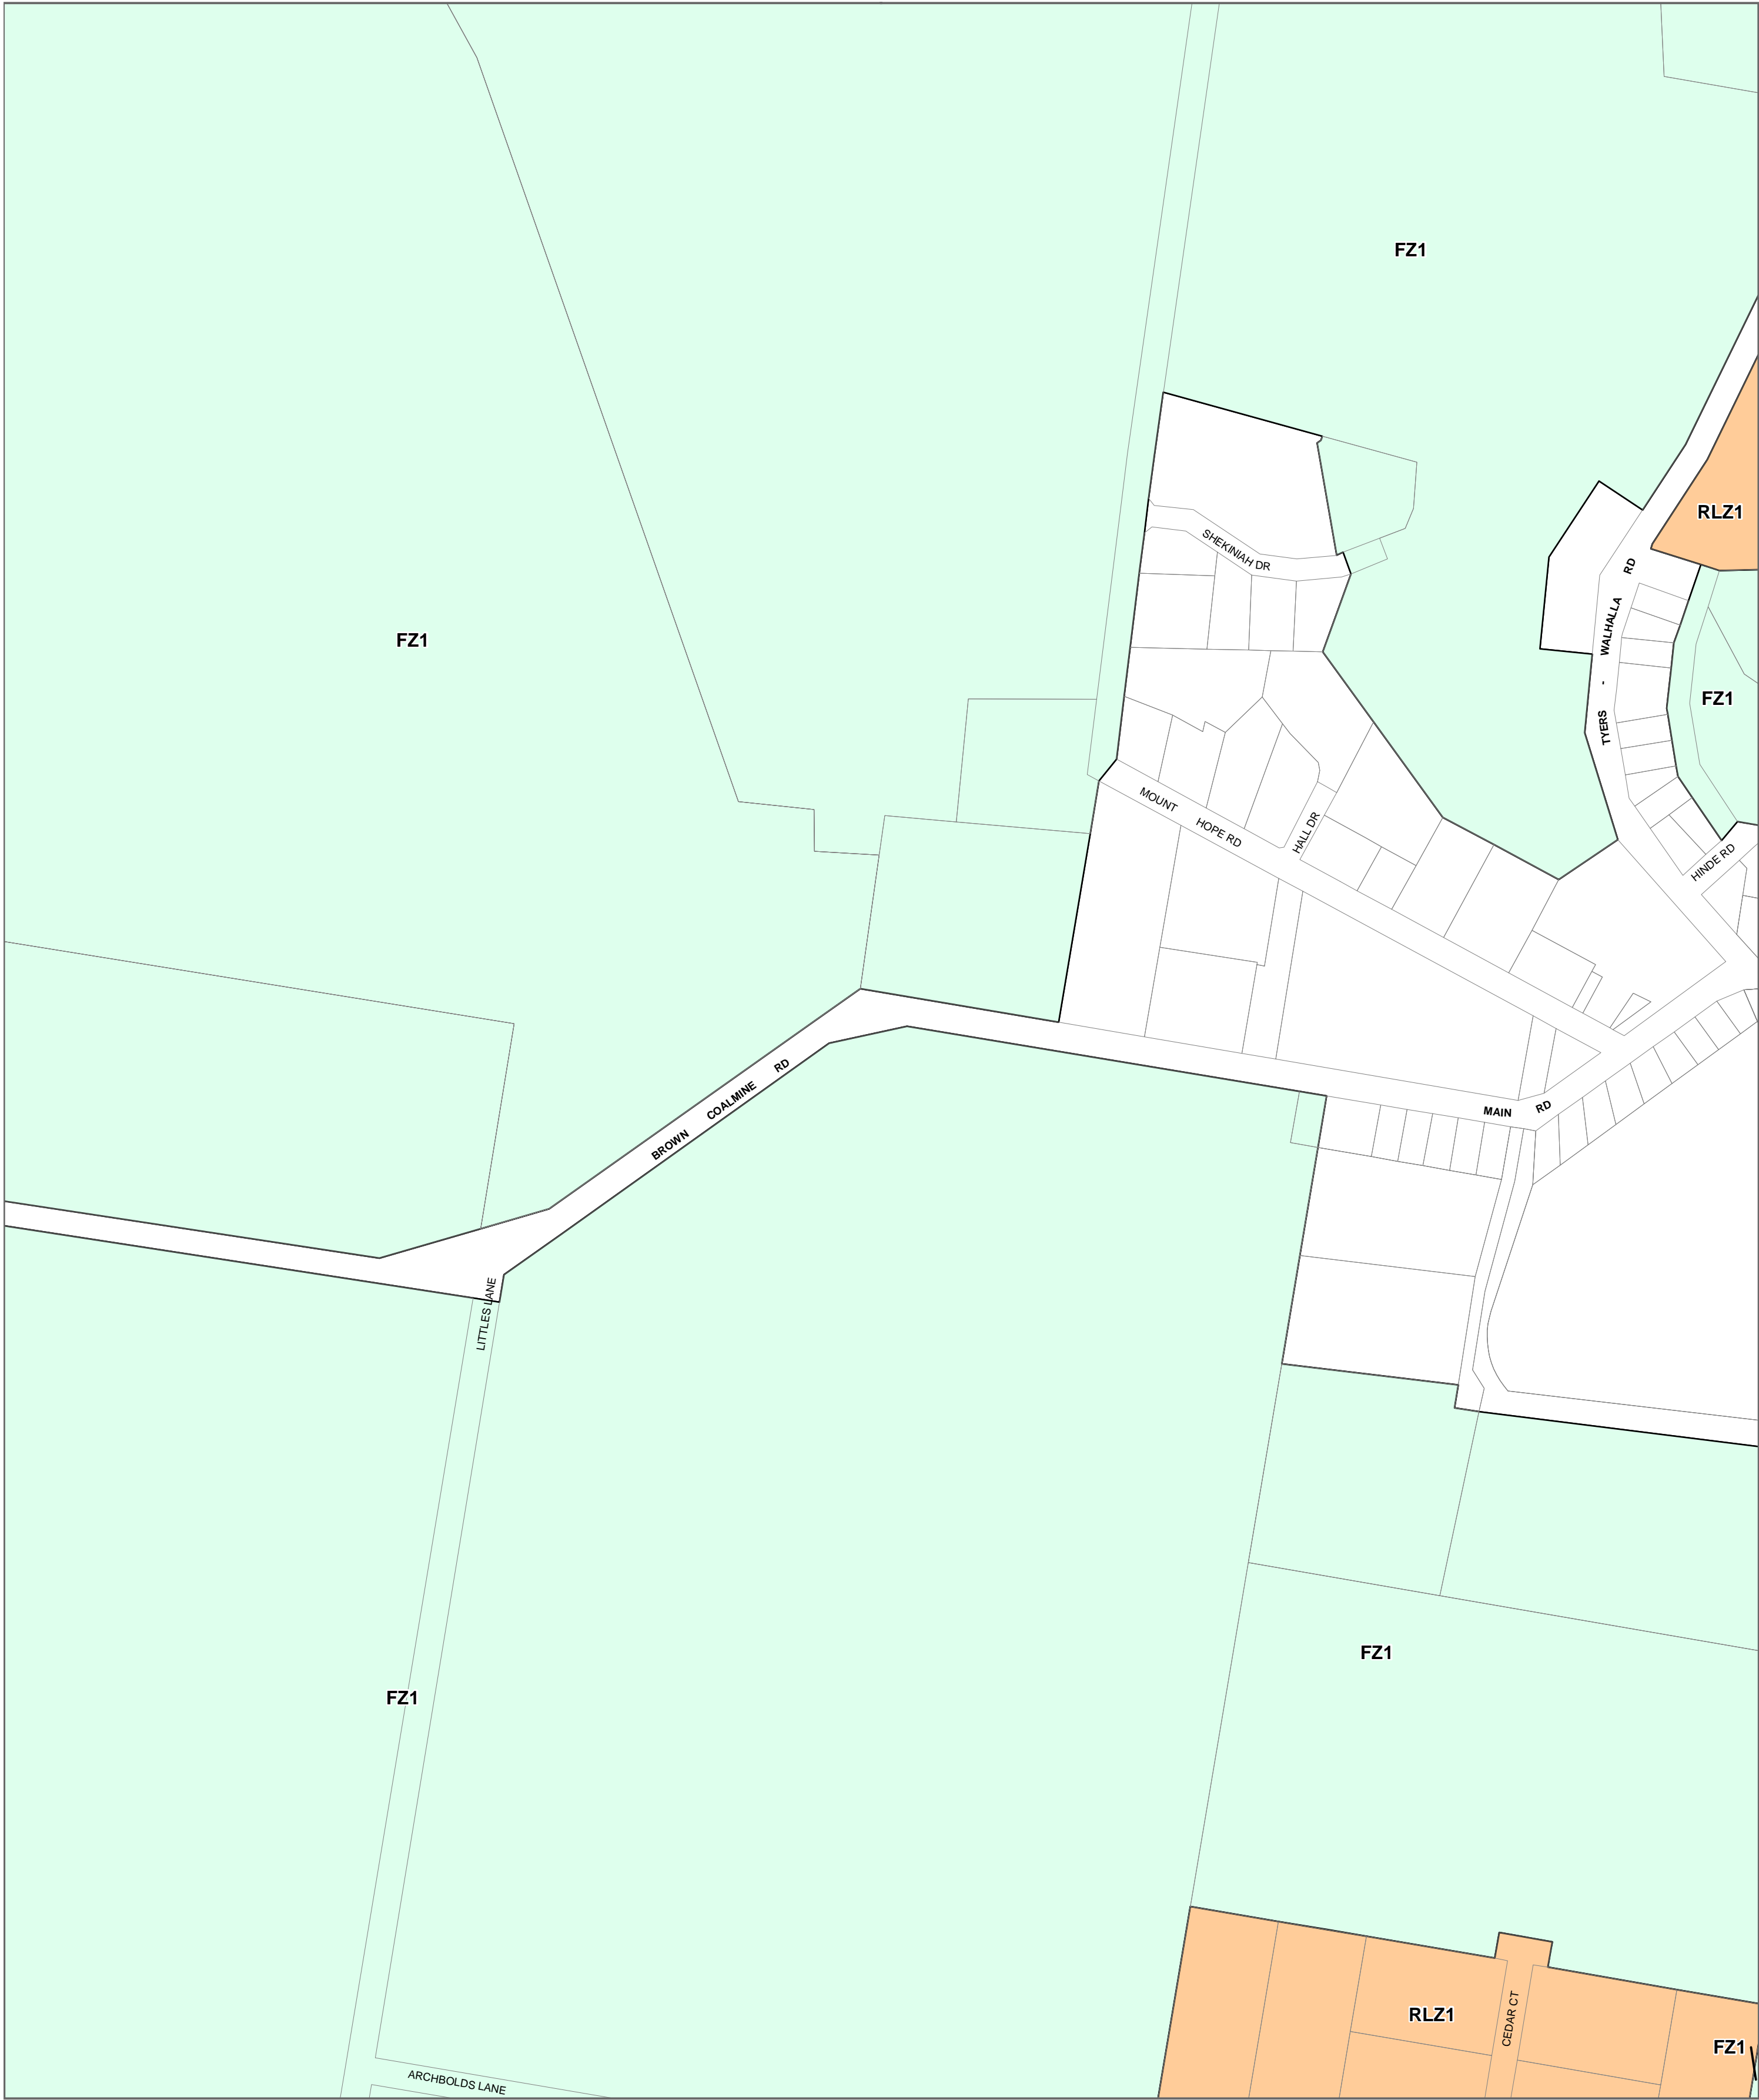 FZ1
RLZ1
SHEKINIAH DR
TYERS - WALHALLA RD
FZ1
FZ1
MOUNT HOPE RD
HALL DR
HINDE RD
BROWN COALMINE RD
MAIN RD
LITTLES LANE
FZ1
FZ1
RLZ1
CEDAR CT
FZ1
ARCHBOLDS LANE